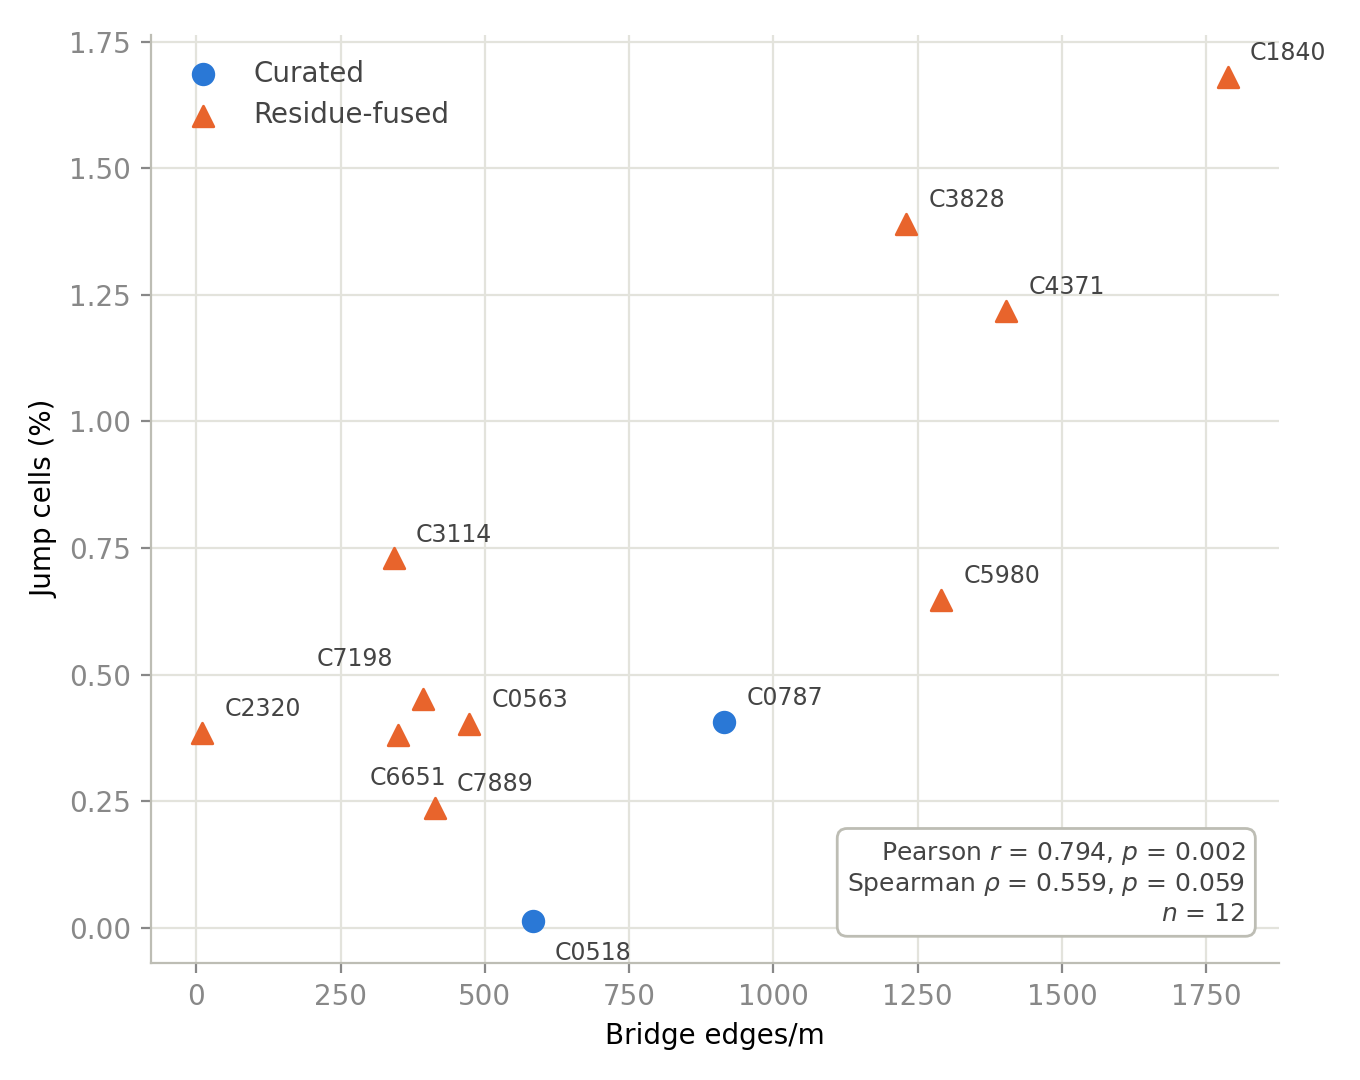 1.75
1.50
1.25
1.00
0.75
0.50
0.25
0.00
Jump cells (%)
Curated
Residue-fused
C1840
C3828
C4371
C3114
C5980
C7198
C2320
C0563
C0787
C6651
C7889
C0518
Pearson r = 0.794, p = 0.002
Spearman ρ = 0.559, p = 0.059
n = 12
0 250 500 750 1000 1250 1500 1750
Bridge edges/m